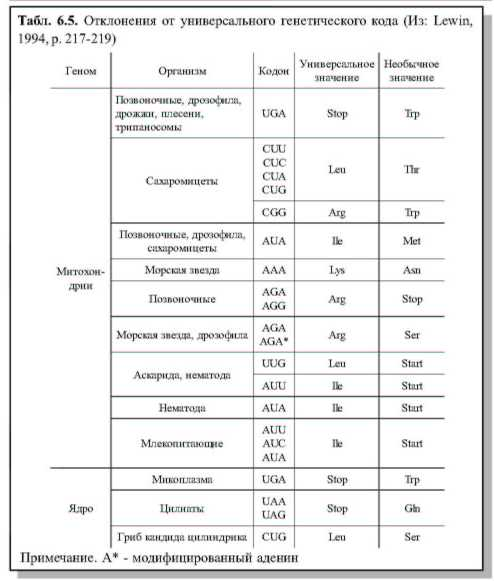 Табл. 6.5. Отклонения от универсального генетического кода (Из: Lewin,
1994, p. 217-219)
Геном Организм Кодон Универсальное значение Необычное значение
Митохон-
дрии
Позвоночные, дрозофила,
дрожжи, плесени,
трипаносомы
UGA Stop Trp
Сахаромицеты
CUU
CUC
CUA
CUG
Leu Thr
CGG Arg Trp
Позвоночные, дрозофила,
сахаромицеты
AUA Ile Met
Морская звезда AAA Lys Asn
Позвоночные
AGA
AGG
Arg Stop
Морская звезда, дрозофила
AGA
AGA*
Arg Ser
Аскарида, нематода
UUG Leu Start
AUU Ile Start
Нематода AUA Ile Start
Млекопитающие
AUU
AUC
AUA
Ile Start
Ядро
Микоплазма UGA Stop Trp
Цилиаты
UAA
UAG
Stop Gln
Гриб кандида цилиндрика CUG Leu Ser
Примечание. A* - модифицированный аденин